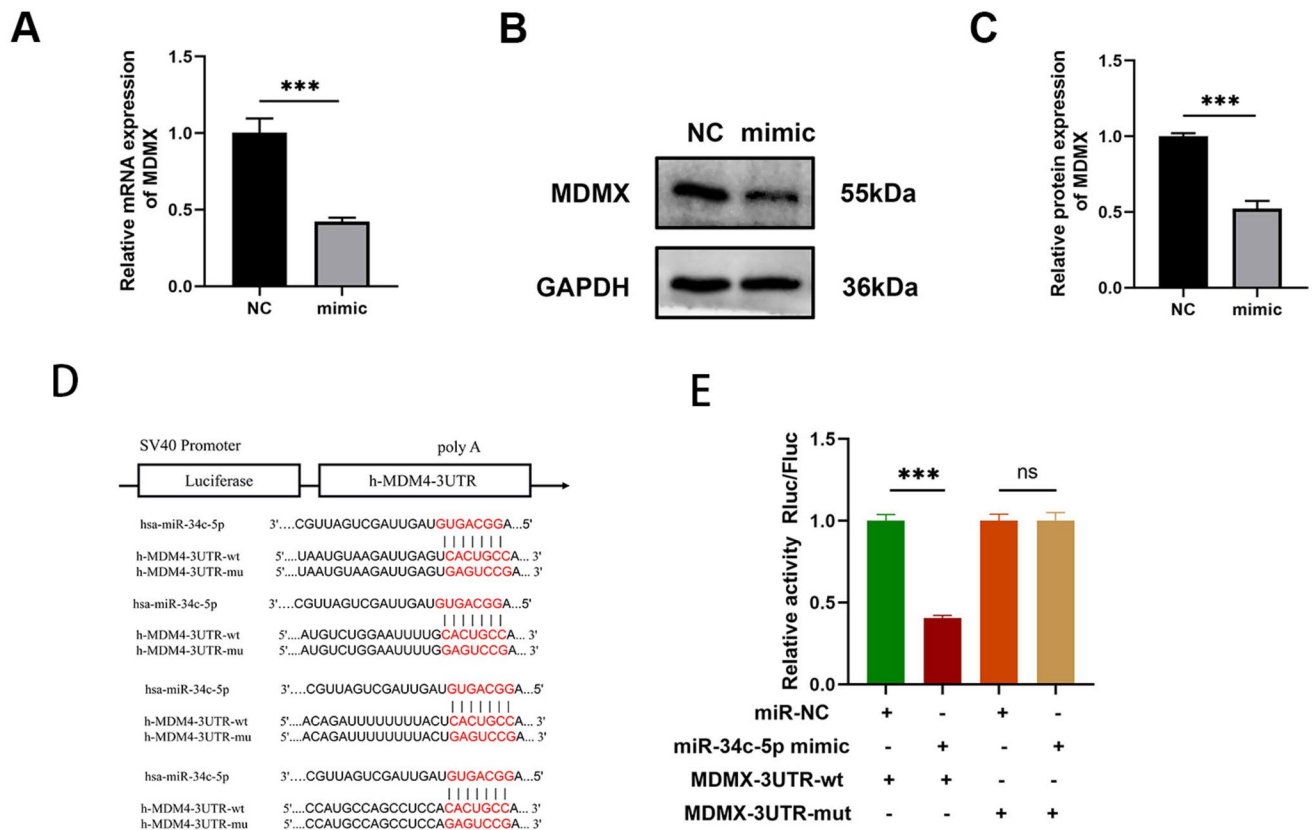 A
Relative mRNA expression
of MDMX
1.5
1.0
0.5
0.0
***
NC
mimic
B
NC mimic
MDMX 55kDa
GAPDH 36kDa
C
Relative protein expression
of MDMX
1.5
1.0
0.5
0.0
***
NC
mimic
D
SV40 Promoter poly A
Luciferase h-MDM4-3UTR
hsa-miR-34c-5p 3'....CGUUAGUCGAUUGAUGUGACGGA...5'
h-MDM4-3UTR-wt 5'....UAAUGUAAGAUUGAGUCACUGCCA... 3'
h-MDM4-3UTR-mu 5'....UAAUGUAAGAUUGAGUGAGUCCGA... 3'
hsa-miR-34c-5p 3'....CGUUAGUCGAUUGAUGUGACGGA...5'
h-MDM4-3UTR-wt 5'....AUGUCUGGAAUUUUGCACUGCCA... 3'
h-MDM4-3UTR-mu 5'....AUGUCUGGAAUUUUGGAGUCCGA... 3'
hsa-miR-34c-5p 3'....CGUUAGUCGAUUGAUGUGACGGA...5'
h-MDM4-3UTR-wt 5'....ACAGAUUUUUUUUACUCACUGCCA... 3'
h-MDM4-3UTR-mu 5'....ACAGAUUUUUUUUACUGAGUCCGA... 3'
hsa-miR-34c-5p 3'....CGUUAGUCGAUUGAUGUGACGGA...5'
h-MDM4-3UTR-wt 5'....CCAUGCCAGCCUCCACACUGCCA... 3'
h-MDM4-3UTR-mu 5'....CCAUGCCAGCCUCCAGAGUCCGA... 3'
E
Relative activity Rluc/Fluc
1.5
1.0
0.5
0.0
***
ns
miR-NC + - + -
miR-34c-5p mimic - + - +
MDMX-3UTR-wt + + - -
MDMX-3UTR-mut - - + +